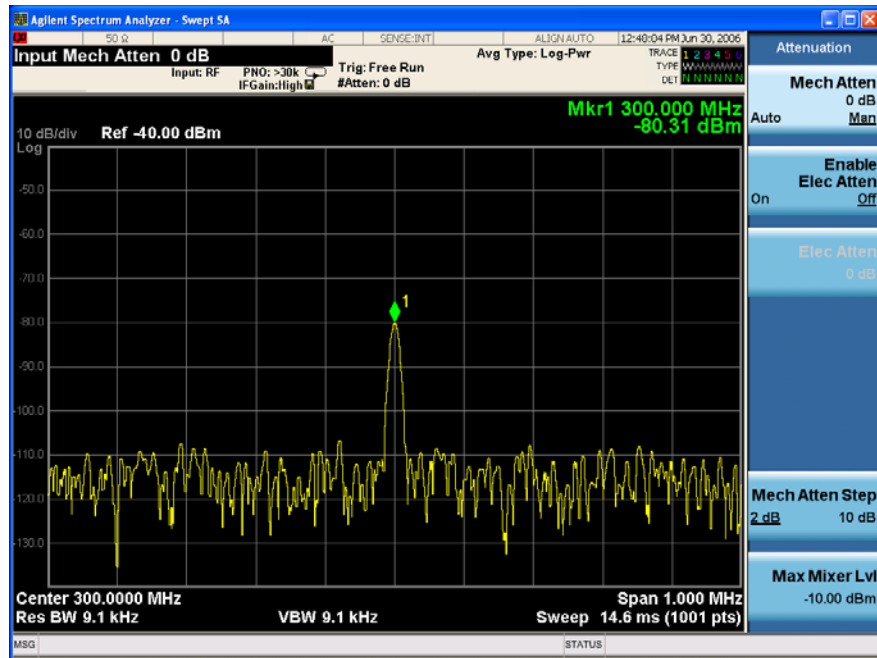 Agilent Spectrum Analyzer - Swept SA
50 Ω AC SENSE:INT ALIGN AUTO 12:48:04 PM Jun 30, 2006
Input Mech Atten 0 dB
Input: RF
PNO: >30k
IFGain:High
Trig: Free Run
#Atten: 0 dB
Avg Type: Log-Pwr
TRACE 1 2 3 4 5 6
TYPE WWWWWW
DET N N N N N N
Mkr1 300.000 MHz
-80.31 dBm
10 dB/div Ref -40.00 dBm
Log
-50.0
-60.0
-70.0
-80.0
-90.0
-100.0
-110.0
-120.0
-130.0
1
Center 300.0000 MHz Span 1.000 MHz
Res BW 9.1 kHz VBW 9.1 kHz Sweep 14.6 ms (1001 pts)
MSG STATUS
Attenuation
Mech Atten
0 dB
Auto Man
Enable
Elec Atten
On Off
Elec Atten
0 dB
Mech Atten Step
2 dB 10 dB
Max Mixer Lvl
-10.00 dBm